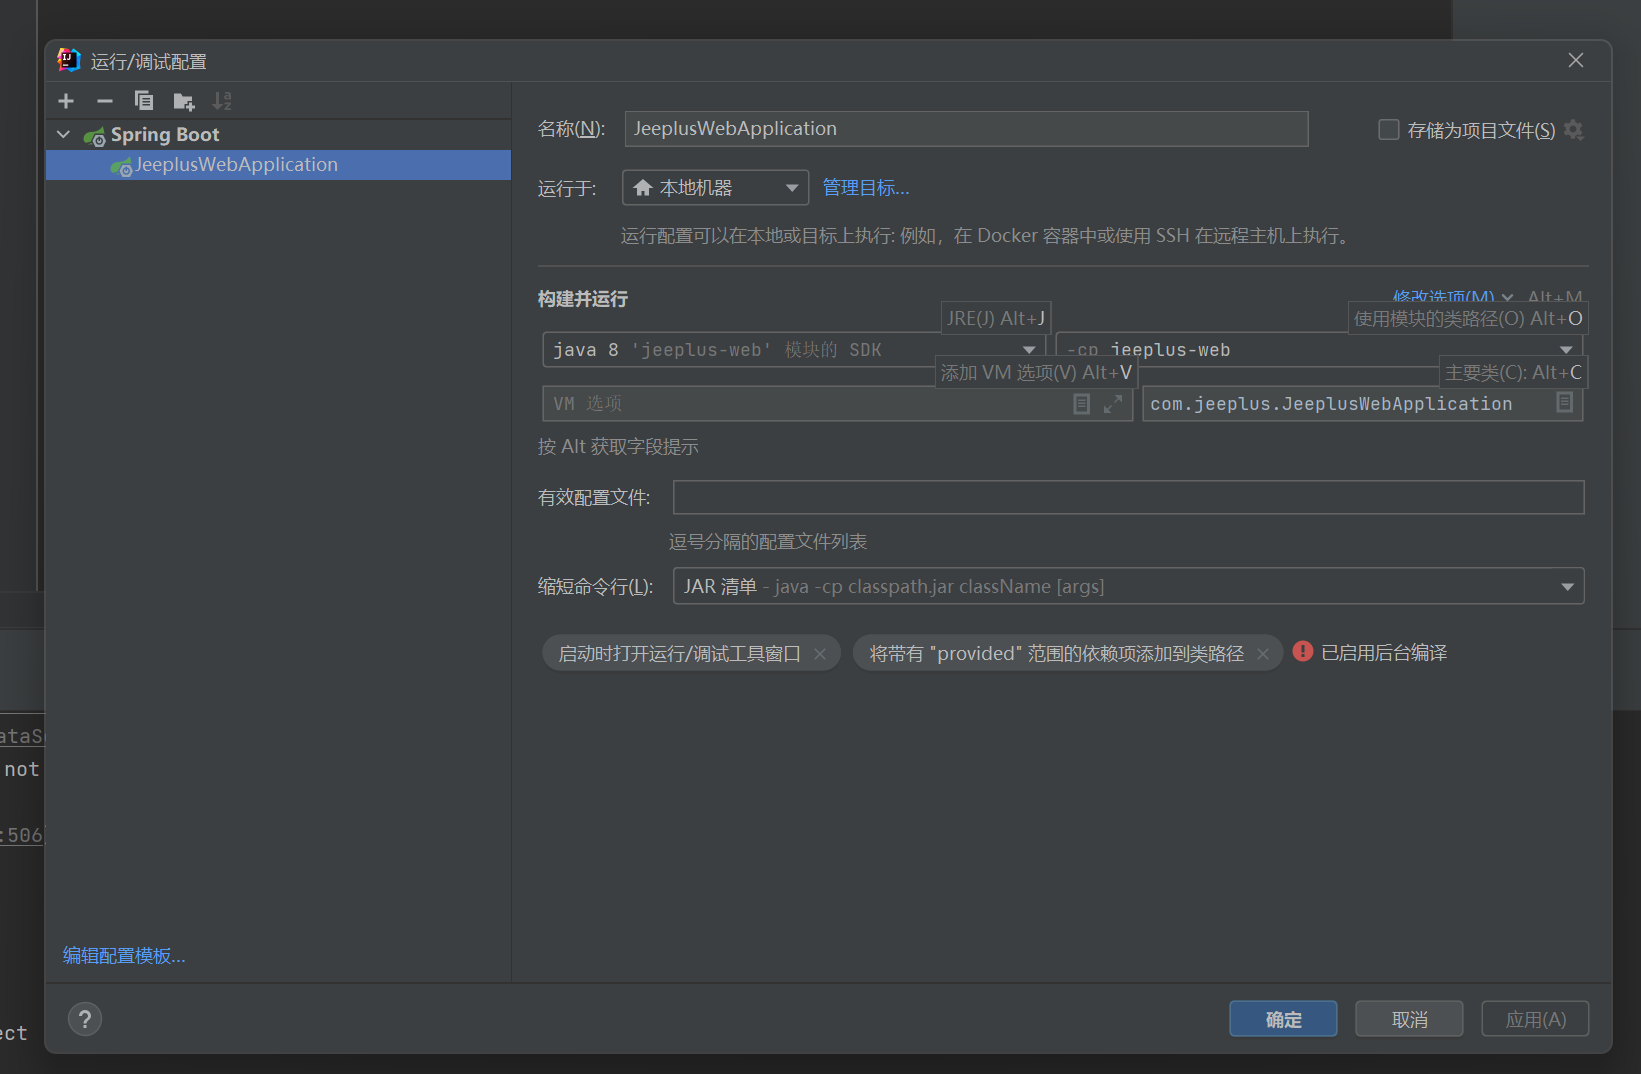 运行/调试配置
Spring Boot
JeeplusWebApplication
名称(N):
JeeplusWebApplication
存储为项目文件(S)
运行于:
本地机器
管理目标...
运行配置可以在本地或目标上执行: 例如，在 Docker 容器中或使用 SSH 在远程主机上执行。
构建并运行
修改选项(M)
Alt+M
JRE(J) Alt+J
使用模块的类路径(O) Alt+O
java 8 'jeeplus-web' 模块的 SDK
-cp jeeplus-web
添加 VM 选项(V) Alt+V
主要类(C): Alt+C
VM 选项
com.jeeplus.JeeplusWebApplication
按 Alt 获取字段提示
有效配置文件:
逗号分隔的配置文件列表
缩短命令行(L):
JAR 清单 - java -cp classpath.jar className [args]
启动时打开运行/调试工具窗口
将带有 "provided" 范围的依赖项添加到类路径
已启用后台编译
ataS
not
:506
ect
编辑配置模板...
?
确定
取消
应用(A)